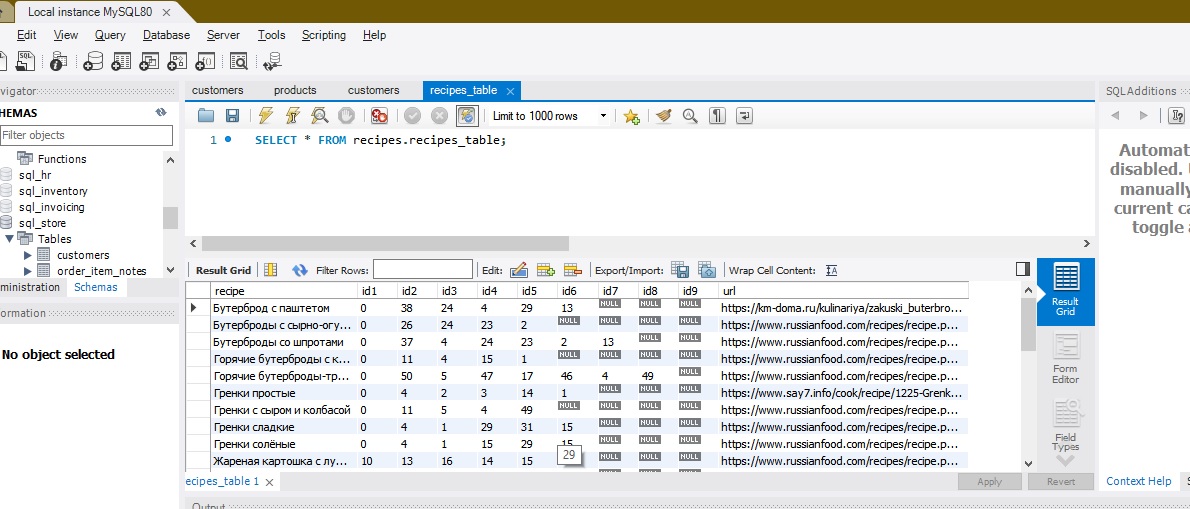 Local instance MySQL80
Edit View Query Database Server Tools Scripting Help
vigator
HEMAS
Filter objects
Functions
sql_hr
sql_inventory
sql_invoicing
sql_store
Tables
customers
order_item_notes
ministration Schemas
ormation
No object selected
customers products customers recipes_table
Limit to 1000 rows
1 SELECT * FROM recipes.recipes_table;
Result Grid Filter Rows: Edit: Export/Import: Wrap Cell Content:
recipe id1 id2 id3 id4 id5 id6 id7 id8 id9 url
Бутерброд с паштетом 0 38 24 4 29 13 NULL NULL NULL https://km-doma.ru/kulinariya/zakuski_buterbro...
Бутерброды с сырно-огу... 0 26 24 23 2 NULL NULL NULL NULL https://www.russianfood.com/recipes/recipe.p...
Бутерброды со шпротами 0 37 4 24 23 2 13 NULL NULL https://www.russianfood.com/recipes/recipe.p...
Горячие бутерброды с к... 0 11 4 15 1 NULL NULL NULL NULL https://www.russianfood.com/recipes/recipe.p...
Горячие бутерброды-тр... 0 50 5 47 17 46 4 49 NULL https://www.russianfood.com/recipes/recipe.p...
Гренки простые 0 4 2 3 14 1 NULL NULL NULL https://www.say7.info/cook/recipe/1225-Grenk...
Гренки с сыром и колбасой 0 11 5 4 49 NULL NULL NULL NULL https://www.russianfood.com/recipes/recipe.p...
Гренки сладкие 0 4 1 29 31 15 NULL NULL NULL https://www.russianfood.com/recipes/recipe.p...
Гренки солёные 0 4 1 15 29 15 NULL NULL NULL https://www.russianfood.com/recipes/recipe.p...
Жареная картошка с лу... 10 13 16 14 15 29 NULL NULL NULL https://www.russianfood.com/recipes/recipe.p...
ecipes_table 1
Apply Revert
Output
Result
Grid
Form
Editor
Field
Types
SQLAdditions
Automat
disabled.
manually
current ca
toggle a
Context Help